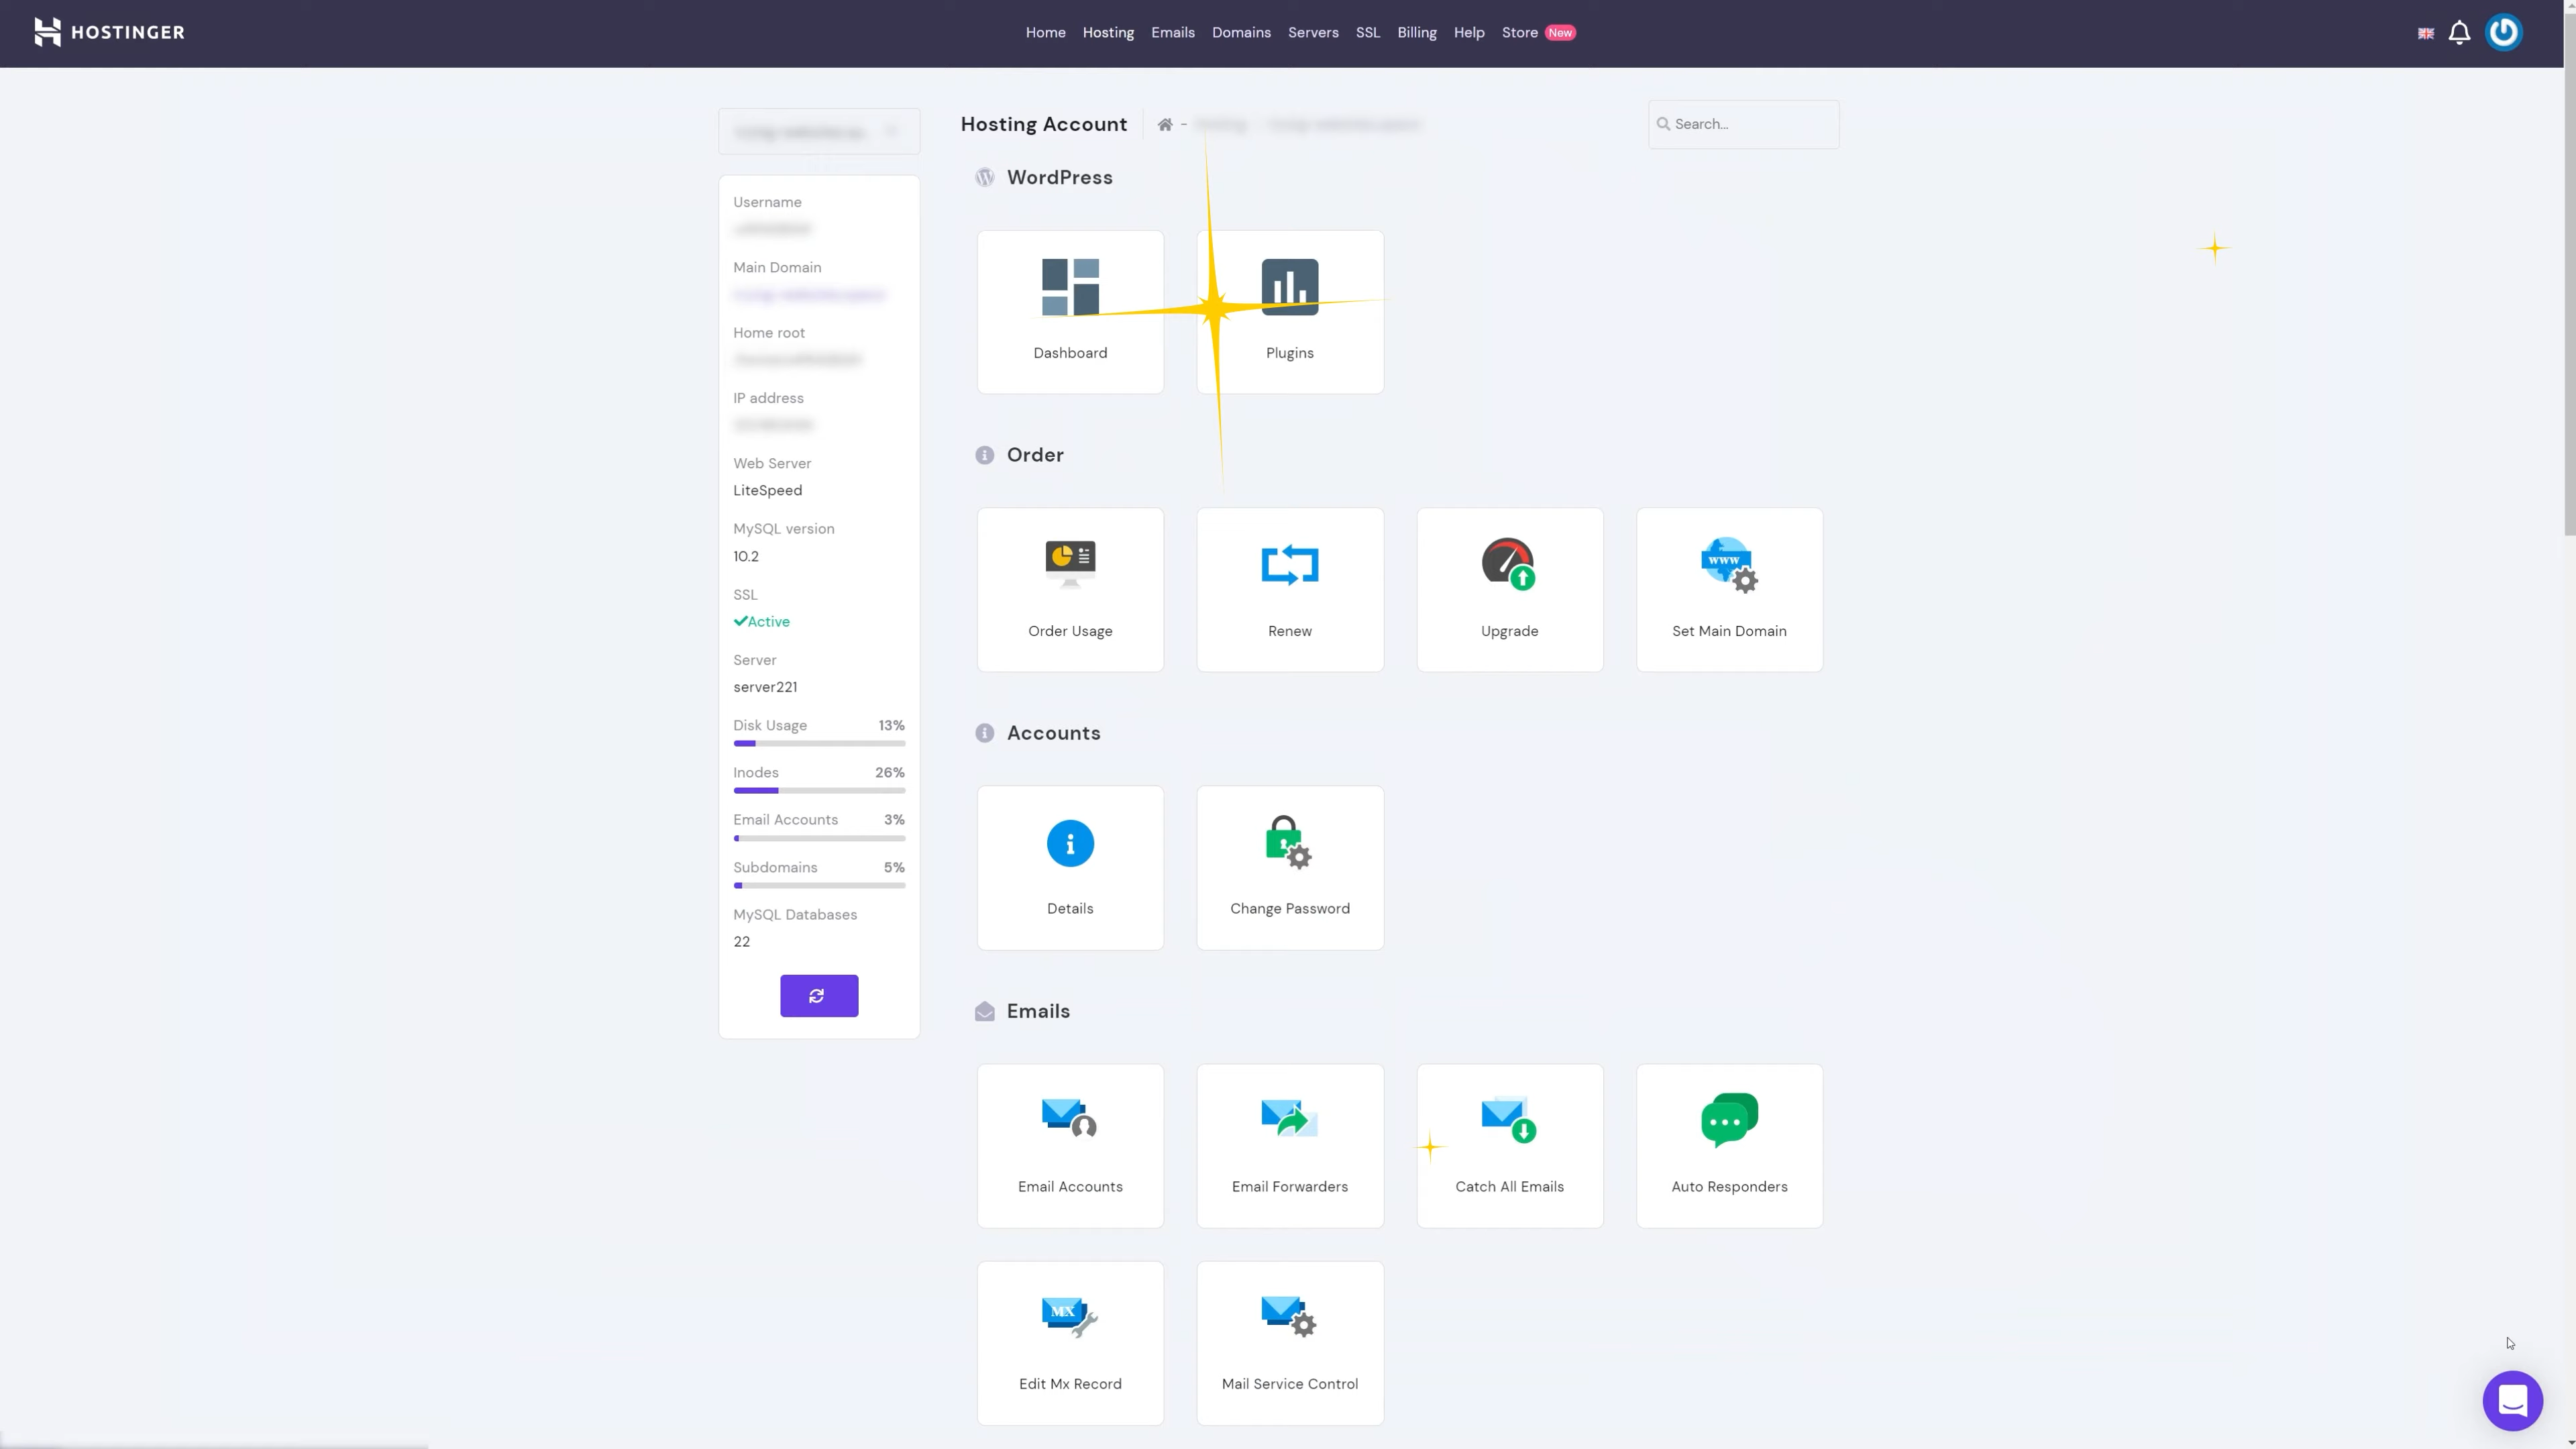 HOSTINGER
Home Hosting Emails Domains Servers SSL Billing Help Store New
Hosting Account -
Search...
Username
Main Domain
Home root
IP address
Web Server
LiteSpeed
MySQL version
10.2
SSL
Active
Server
server221
Disk Usage 13%
Inodes 26%
Email Accounts 3%
Subdomains 5%
MySQL Databases
22
WordPress
Dashboard Plugins
Order
Order Usage Renew Upgrade Set Main Domain
www
Accounts
Details Change Password
Emails
Email Accounts Email Forwarders Catch All Emails Auto Responders
MX
Edit Mx Record Mail Service Control